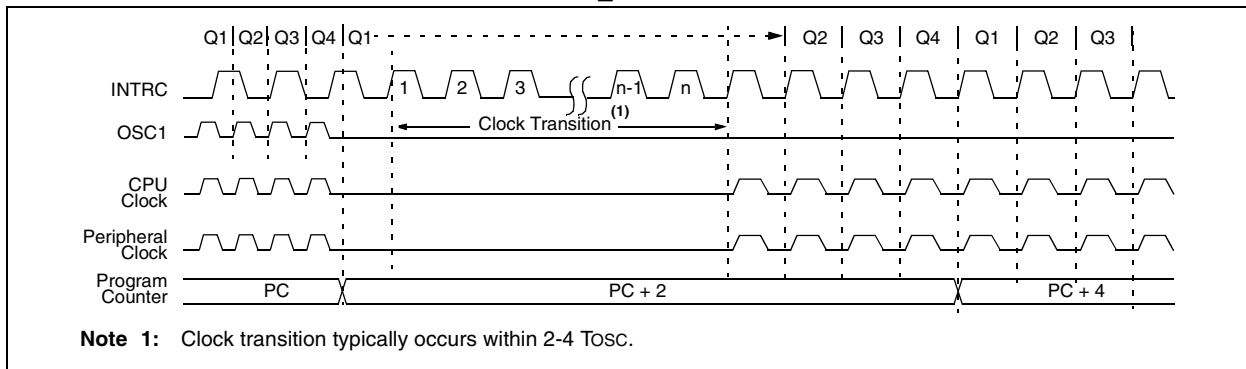 Q1 Q2 Q3 Q4 Q1 Q2 Q3 Q4 Q1 Q2 Q3
INTRC 1 2 3 n-1 n
Clock Transition(1)
OSC1
CPU
Clock
Peripheral
Clock
Program
Counter
PC PC + 2 PC + 4
Note 1: Clock transition typically occurs within 2-4 TOSC.